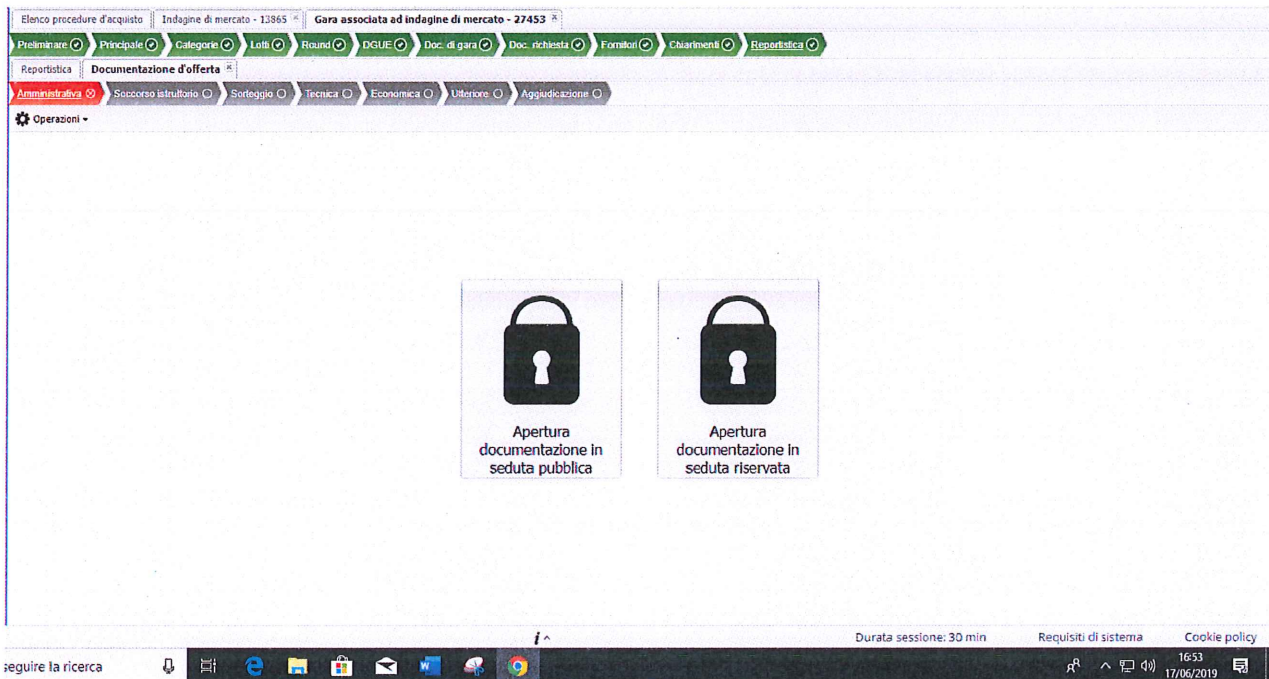 Elenco procedure d'acquisto Indagine di mercato - 13865 Gara associata ad indagine di mercato - 27453
Preliminare Principale Categorie Lotti Round DGUE Doc. di gara Doc. richiesta Fornitori Chiarimenti Reportistica
Reportistica Documentazione d'offerta
Amministrativa Soccorso istruttorio Sorteggio Tecnica Economica Ulteriore Aggiudicazione
Operazioni
Apertura
documentazione in
seduta pubblica
Apertura
documentazione in
seduta riservata
i
Durata sessione: 30 min Requisiti di sistema Cookie policy
seguire la ricerca
16:53
17/06/2019